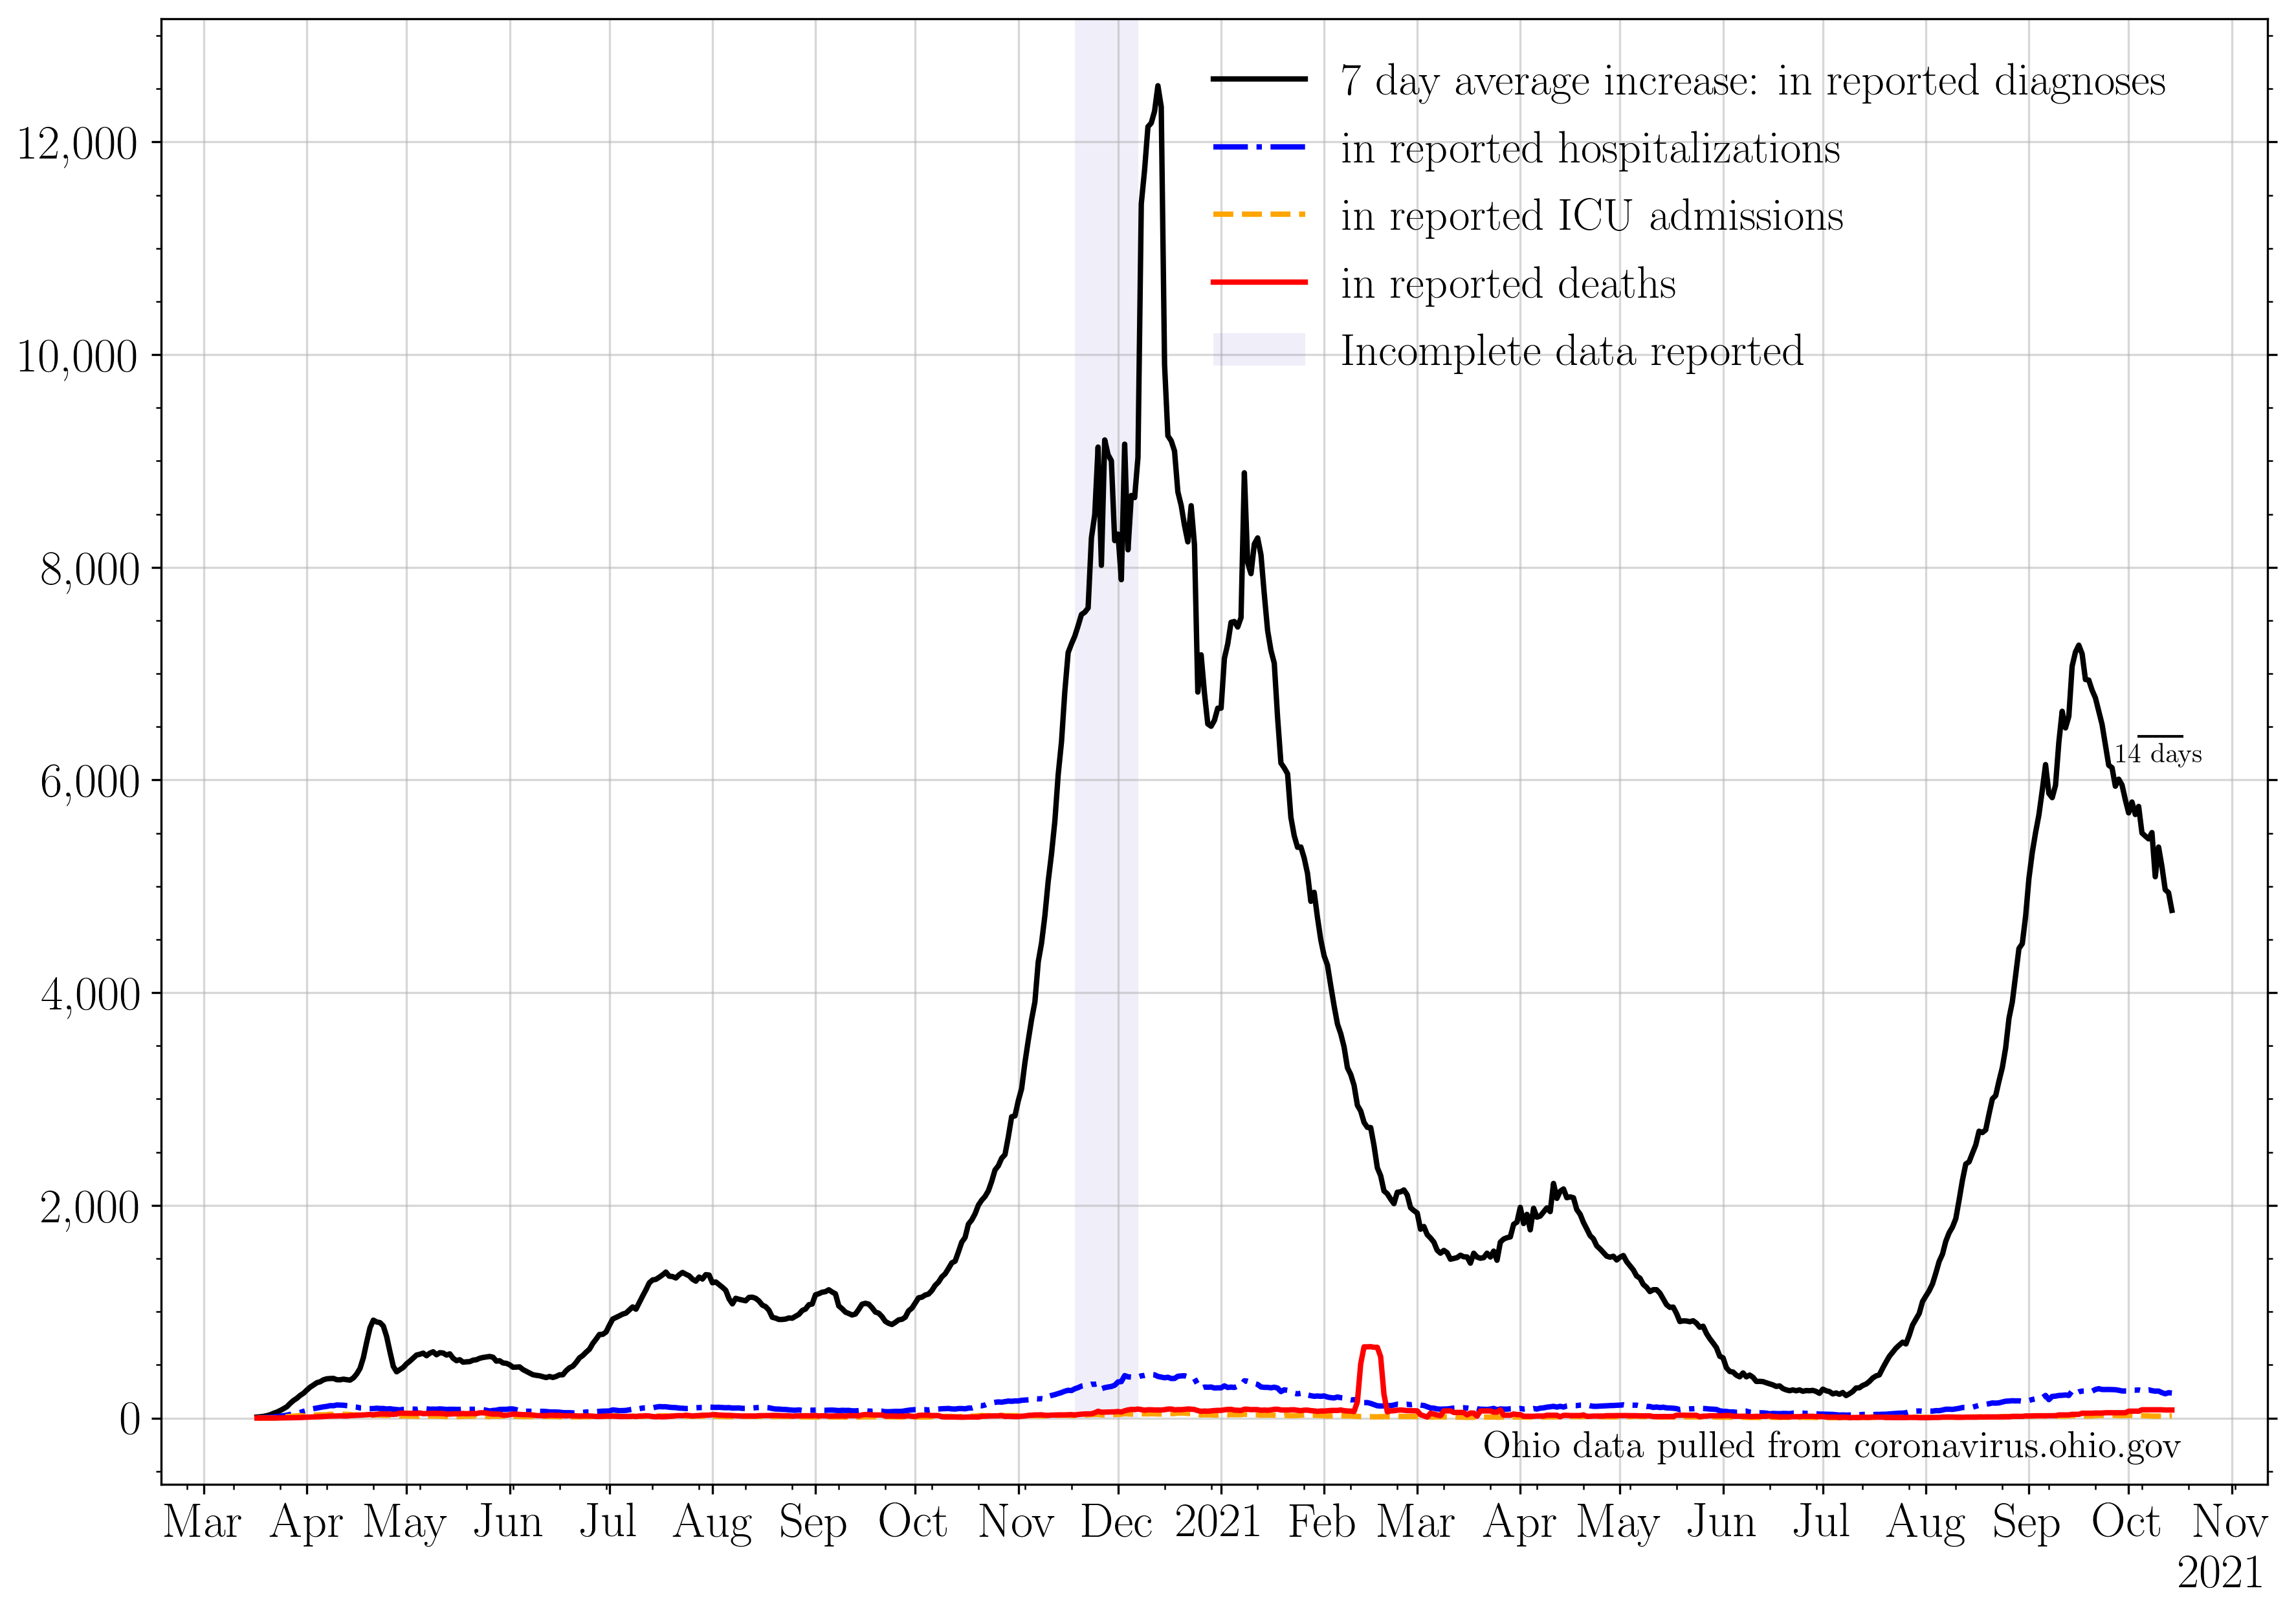 7 day average increase: in reported diagnoses
in reported hospitalizations
in reported ICU admissions
in reported deaths
Incomplete data reported
12,000
10,000
8,000
6,000
4,000
2,000
0
14 days
Ohio data pulled from coronavirus.ohio.gov
Mar Apr May Jun Jul Aug Sep Oct Nov Dec 2021 Feb Mar Apr May Jun Jul Aug Sep Oct Nov
2021